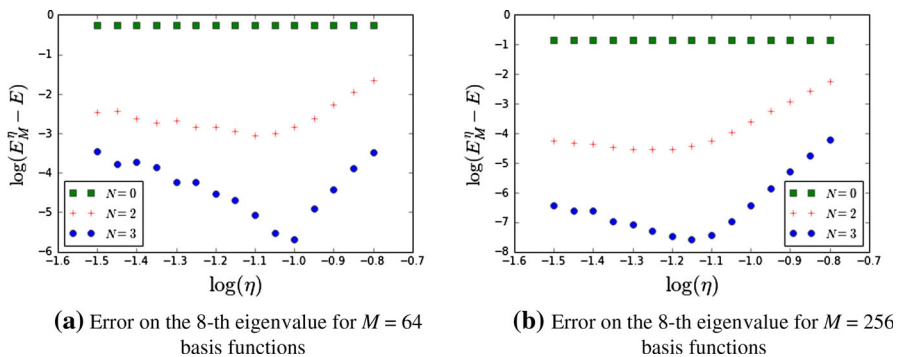 0
−1
−2
−3
−4
−5
−6
log(E_M^η − E)
N = 0
N = 2
N = 3
−1.6 −1.5 −1.4 −1.3 −1.2 −1.1 −1.0 −0.9 −0.8 −0.7
log(η)
(a) Error on the 8-th eigenvalue for M = 64
basis functions
0
−1
−2
−3
−4
−5
−6
−7
−8
log(E_M^η − E)
N = 0
N = 2
N = 3
−1.6 −1.5 −1.4 −1.3 −1.2 −1.1 −1.0 −0.9 −0.8 −0.7
log(η)
(b) Error on the 8-th eigenvalue for M = 256
basis functions